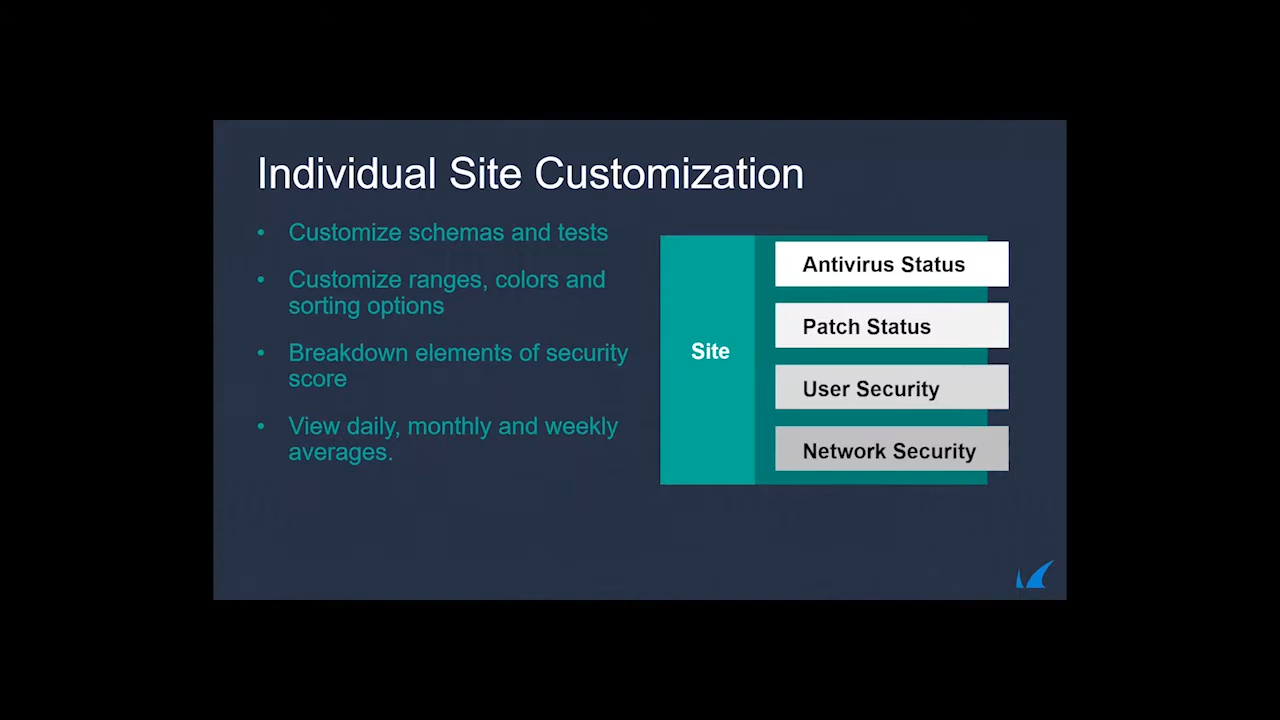 Individual Site Customization
• Customize schemas and tests
• Customize ranges, colors and
sorting options
• Breakdown elements of security
score
• View daily, monthly and weekly
averages.
Site
Antivirus Status
Patch Status
User Security
Network Security